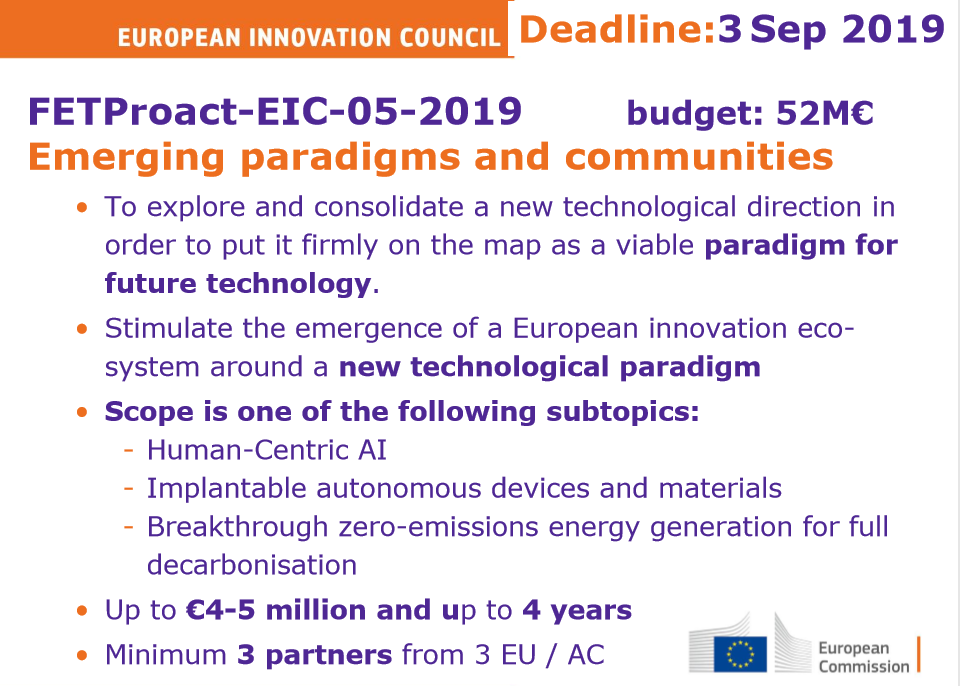 EUROPEAN INNOVATION COUNCIL
Deadline:3 Sep 2019
FETProact-EIC-05-2019 budget: 52M€
Emerging paradigms and communities
• To explore and consolidate a new technological direction in
order to put it firmly on the map as a viable paradigm for
future technology.
• Stimulate the emergence of a European innovation eco-
system around a new technological paradigm
• Scope is one of the following subtopics:
- Human-Centric AI
- Implantable autonomous devices and materials
- Breakthrough zero-emissions energy generation for full
decarbonisation
• Up to €4-5 million and up to 4 years
• Minimum 3 partners from 3 EU / AC
European
Commission